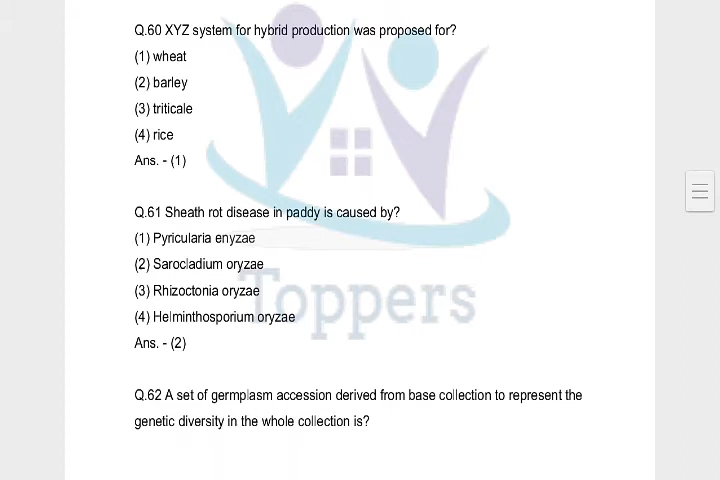 Q.60 XYZ system for hybrid production was proposed for?
(1) wheat
(2) barley
(3) triticale
(4) rice
Ans. - (1)
Q.61 Sheath rot disease in paddy is caused by?
(1) Pyricularia enyzae
(2) Sarocladium oryzae
(3) Rhizoctonia oryzae
(4) Helminthosporium oryzae
Toppers
Ans. - (2)
Q.62 A set of germplasm accession derived from base collection to represent the
genetic diversity in the whole collection is?